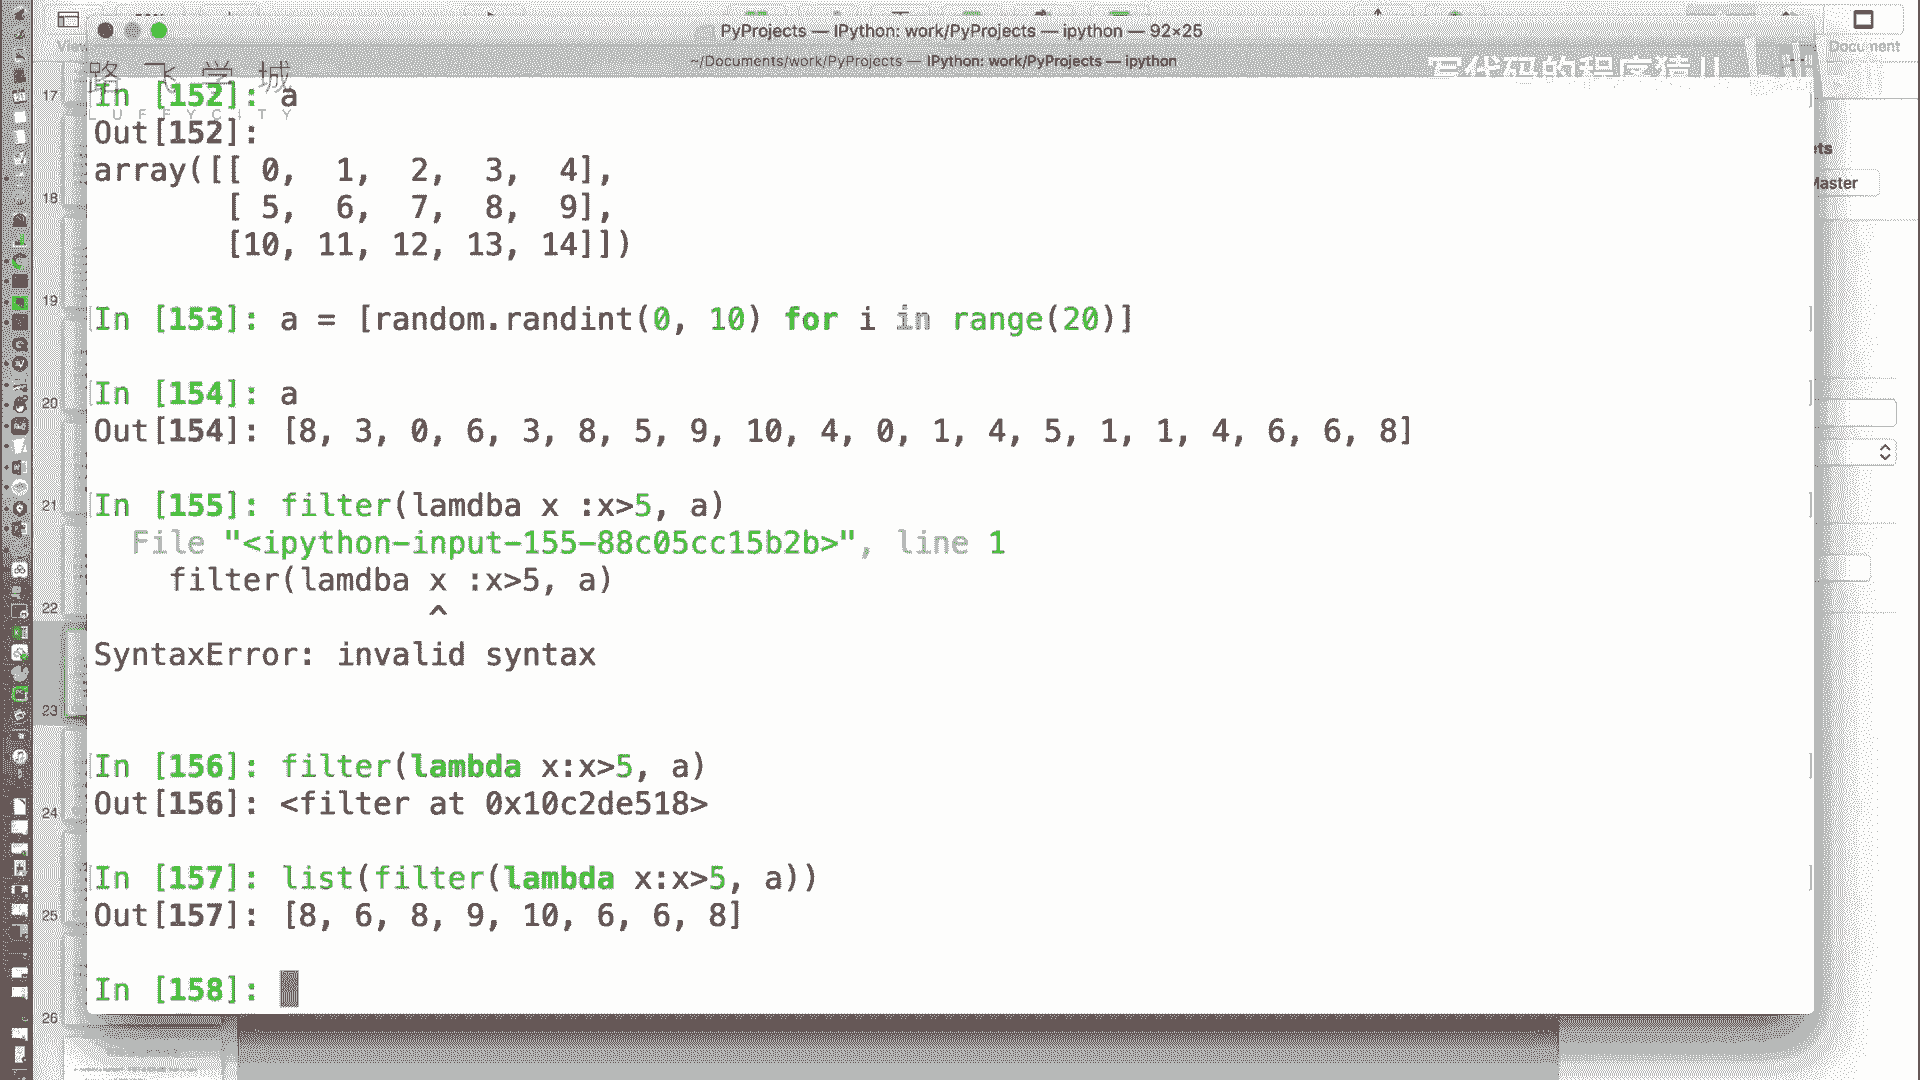 PyProjects — IPython: work/PyProjects — ipython — 92×25
~/Documents/work/PyProjects — IPython: work/PyProjects — ipython
View
Document
路飞学城
LUFFYCITY
写代码的程序猿JJ
In [152]: a
Out[152]:
array([[ 0, 1, 2, 3, 4],
[ 5, 6, 7, 8, 9],
[10, 11, 12, 13, 14]])
In [153]: a = [random.randint(0, 10) for i in range(20)]
In [154]: a
Out[154]: [8, 3, 0, 6, 3, 8, 5, 9, 10, 4, 0, 1, 4, 5, 1, 1, 4, 6, 6, 8]
In [155]: filter(lamdba x :x>5, a)
File "<ipython-input-155-88c05cc15b2b>", line 1
filter(lamdba x :x>5, a)
^
SyntaxError: invalid syntax
In [156]: filter(lambda x:x>5, a)
Out[156]: <filter at 0x10c2de518>
In [157]: list(filter(lambda x:x>5, a))
Out[157]: [8, 6, 8, 9, 10, 6, 6, 8]
In [158]:
17
18
19
20
21
22
23
24
25
26
ets
Master